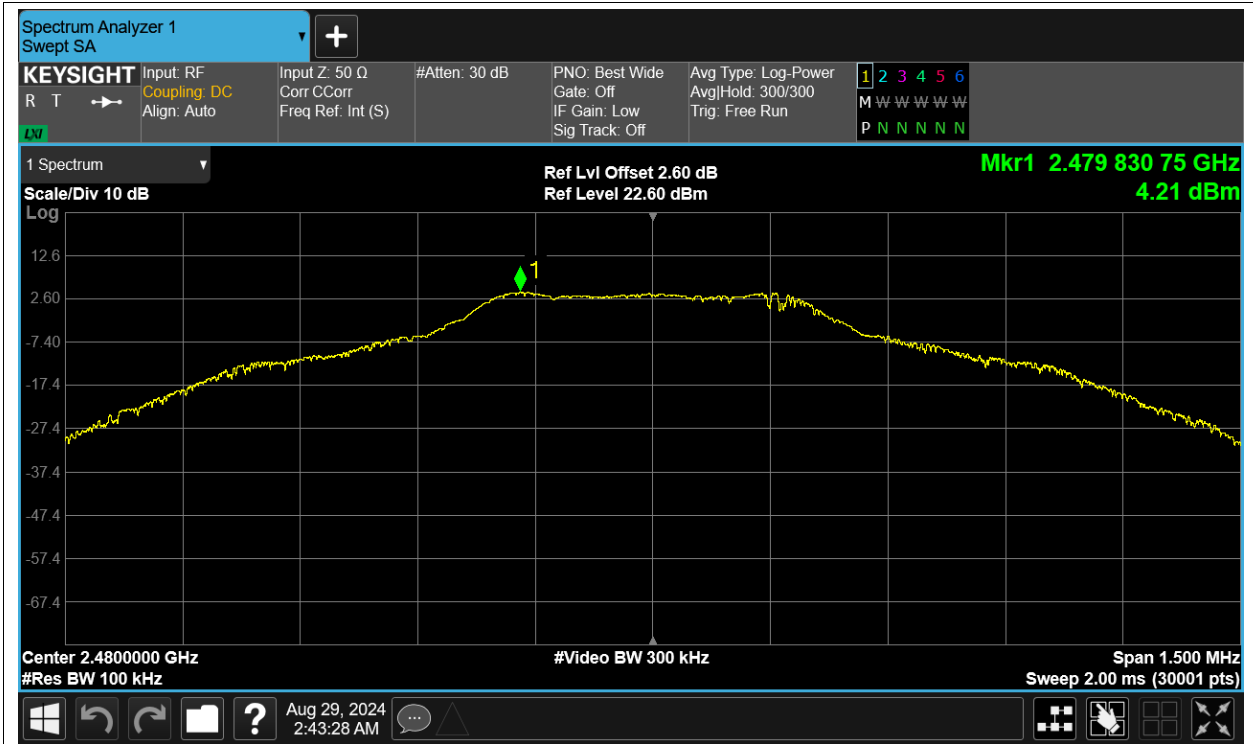 Spectrum Analyzer 1
Swept SA
+
KEYSIGHT
R T
LXI
Input: RF
Coupling: DC
Align: Auto
Input Z: 50 Ω
Corr CCorr
Freq Ref: Int (S)
#Atten: 30 dB
PNO: Best Wide
Gate: Off
IF Gain: Low
Sig Track: Off
Avg Type: Log-Power
Avg|Hold: 300/300
Trig: Free Run
1 2 3 4 5 6
M W W W W W
P N N N N N
1 Spectrum
Scale/Div 10 dB
Log
Ref Lvl Offset 2.60 dB
Ref Level 22.60 dBm
Mkr1 2.479 830 75 GHz
4.21 dBm
12.6
2.60
-7.40
-17.4
-27.4
-37.4
-47.4
-57.4
-67.4
1
Center 2.4800000 GHz
#Res BW 100 kHz
#Video BW 300 kHz
Span 1.500 MHz
Sweep 2.00 ms (30001 pts)
?
Aug 29, 2024
2:43:28 AM